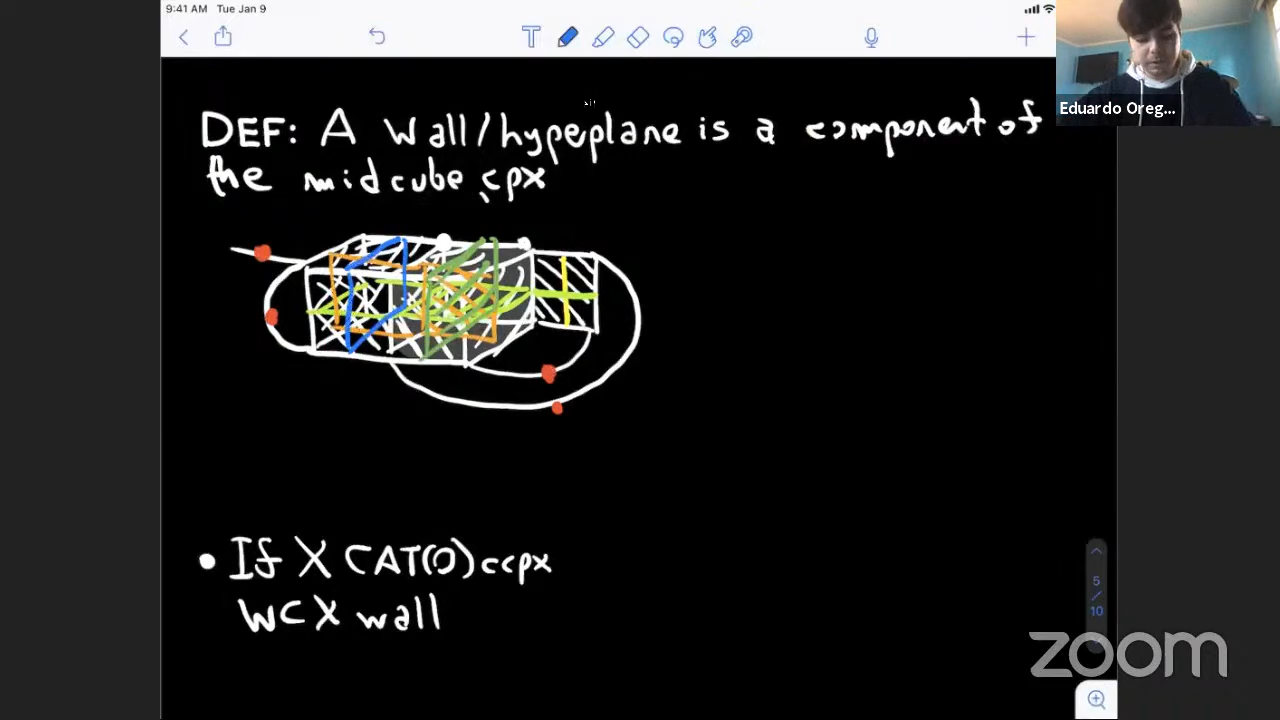 9:41 AM Tue Jan 9
Eduardo Oreg...
DEF: A wall/hypeplane is a component of
the midcube cpx
• If X CAT(0) ccpx
W⊂X wall
5
/
10
zoom